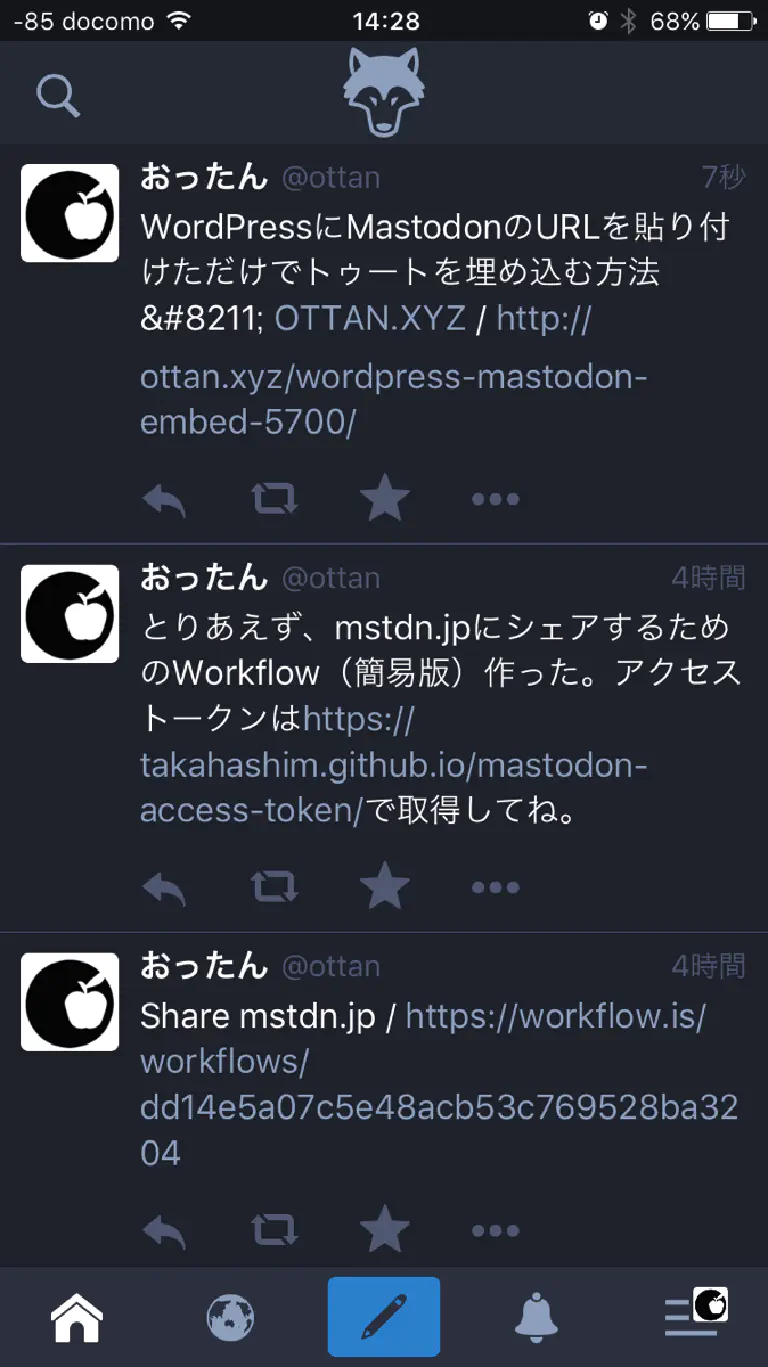 -85 docomo 14:28 68%
おったん @ottan 7秒
WordPressにMastodonのURLを貼り付
けただけでトゥートを埋め込む方法
&#8211; OTTAN.XYZ / http://
ottan.xyz/wordpress-mastodon-
embed-5700/
おったん @ottan 4時間
とりあえず、mstdn.jpにシェアするため
のWorkflow（簡易版）作った。アクセス
トークンはhttps://
takahashim.github.io/mastodon-
access-token/で取得してね。
おったん @ottan 4時間
Share mstdn.jp / https://workflow.is/
workflows/
dd14e5a07c5e48acb53c769528ba32
04